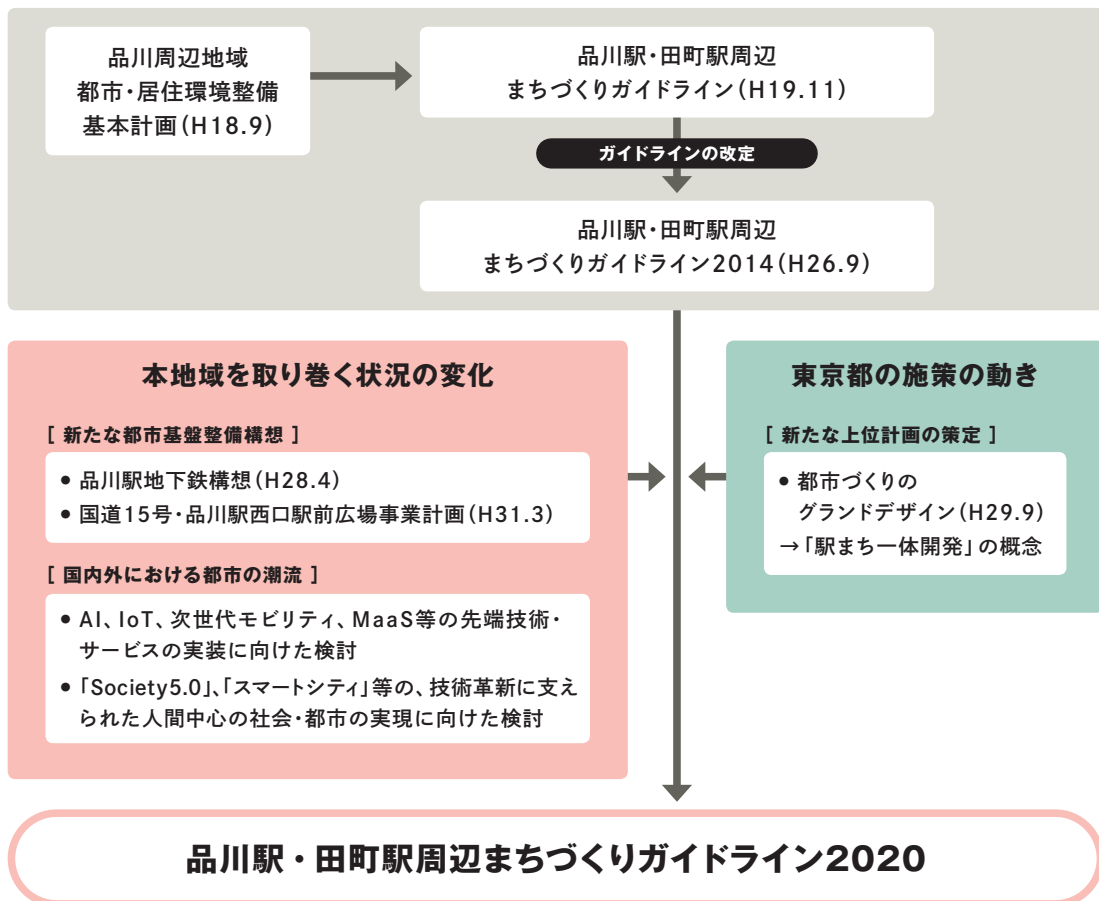 品川周辺地域
都市・居住環境整備
基本計画(H18.9)
品川駅・田町駅周辺
まちづくりガイドライン(H19.11)
ガイドラインの改定
品川駅・田町駅周辺
まちづくりガイドライン2014(H26.9)
本地域を取り巻く状況の変化
[ 新たな都市基盤整備構想 ]
● 品川駅地下鉄構想(H28.4)
● 国道15号・品川駅西口駅前広場事業計画(H31.3)
[ 国内外における都市の潮流 ]
● AI、IoT、次世代モビリティ、MaaS等の先端技術・
サービスの実装に向けた検討
● 「Society5.0」、「スマートシティ」等の、技術革新に支え
られた人間中心の社会・都市の実現に向けた検討
東京都の施策の動き
[ 新たな上位計画の策定 ]
● 都市づくりの
グランドデザイン(H29.9)
→「駅まち一体開発」の概念
品川駅・田町駅周辺まちづくりガイドライン2020